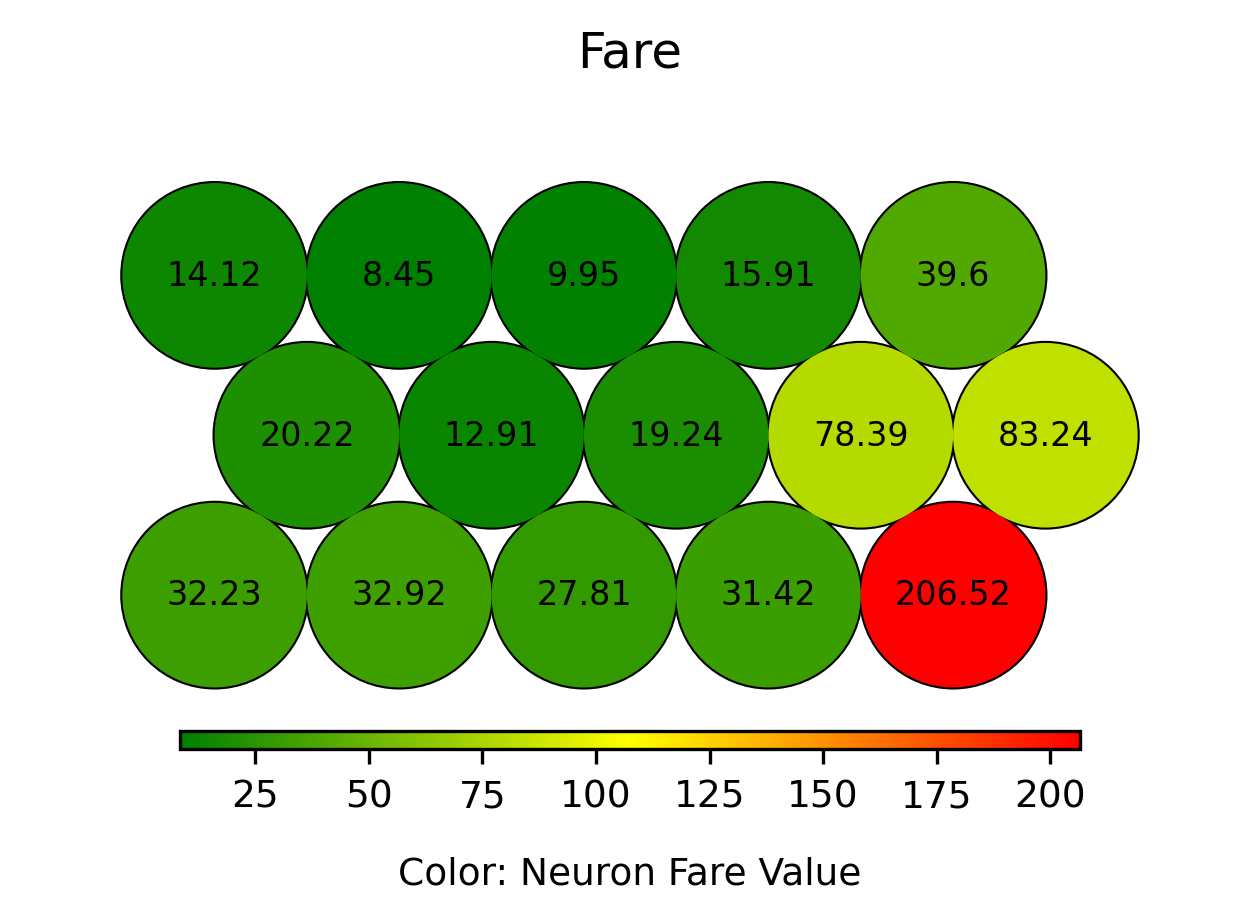 Fare
14.12 8.45 9.95 15.91 39.6
20.22 12.91 19.24 78.39 83.24
32.23 32.92 27.81 31.42 206.52
25 50 75 100 125 150 175 200
Color: Neuron Fare Value